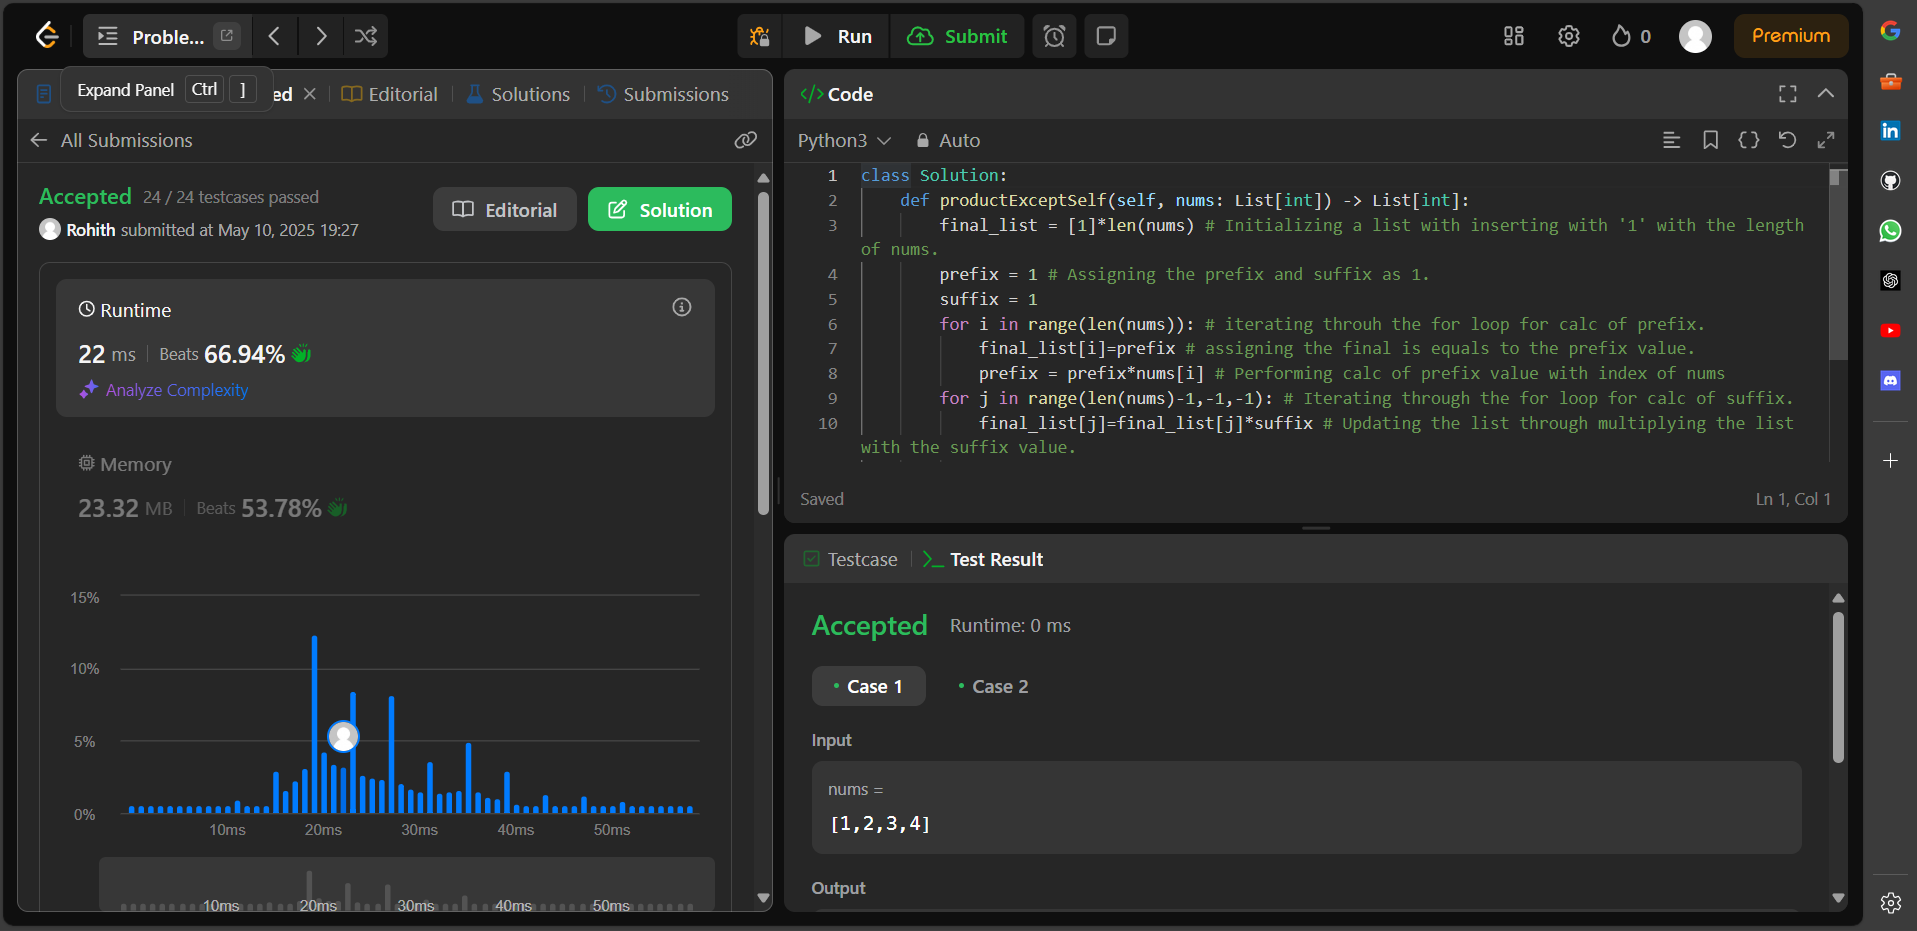 Proble...
Run
Submit
0
Premium
Expand Panel Ctrl ]
ed
Editorial
Solutions
Submissions
All Submissions
Accepted 24 / 24 testcases passed
Rohith submitted at May 10, 2025 19:27
Editorial
Solution
Runtime
22 ms Beats 66.94%
Analyze Complexity
Memory
23.32 MB Beats 53.78%
15%
10%
5%
0%
10ms 20ms 30ms 40ms 50ms
10ms 20ms 30ms 40ms 50ms
</> Code
Python3 Auto
1 class Solution:
2 def productExceptSelf(self, nums: List[int]) -> List[int]:
3 final_list = [1]*len(nums) # Initializing a list with inserting with '1' with the length
of nums.
4 prefix = 1 # Assigning the prefix and suffix as 1.
5 suffix = 1
6 for i in range(len(nums)): # iterating throuh the for loop for calc of prefix.
7 final_list[i]=prefix # assigning the final is equals to the prefix value.
8 prefix = prefix*nums[i] # Performing calc of prefix value with index of nums
9 for j in range(len(nums)-1,-1,-1): # Iterating through the for loop for calc of suffix.
10 final_list[j]=final_list[j]*suffix # Updating the list through multiplying the list
with the suffix value.
Saved
Ln 1, Col 1
Testcase
Test Result
Accepted Runtime: 0 ms
Case 1
Case 2
Input
nums =
[1,2,3,4]
Output